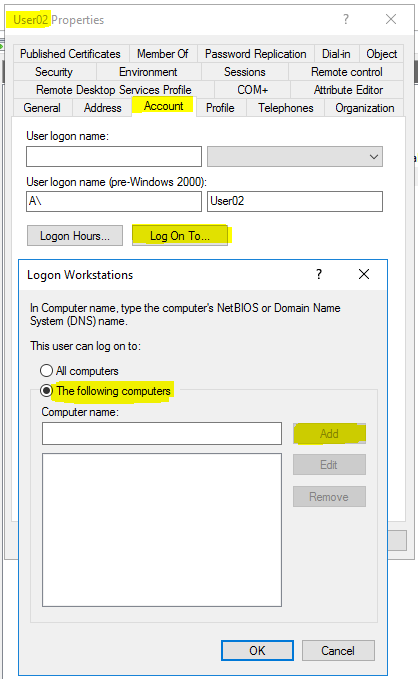 User02 Properties
?
Published Certificates Member Of Password Replication Dial-in Object
Security Environment Sessions Remote control
Remote Desktop Services Profile COM+ Attribute Editor
General Address Account Profile Telephones Organization
User logon name:
User logon name (pre-Windows 2000):
A\ User02
Logon Hours... Log On To...
Logon Workstations
?
In Computer name, type the computer's NetBIOS or Domain Name
System (DNS) name.
This user can log on to:
All computers
The following computers
Computer name:
Add
Edit
Remove
OK Cancel